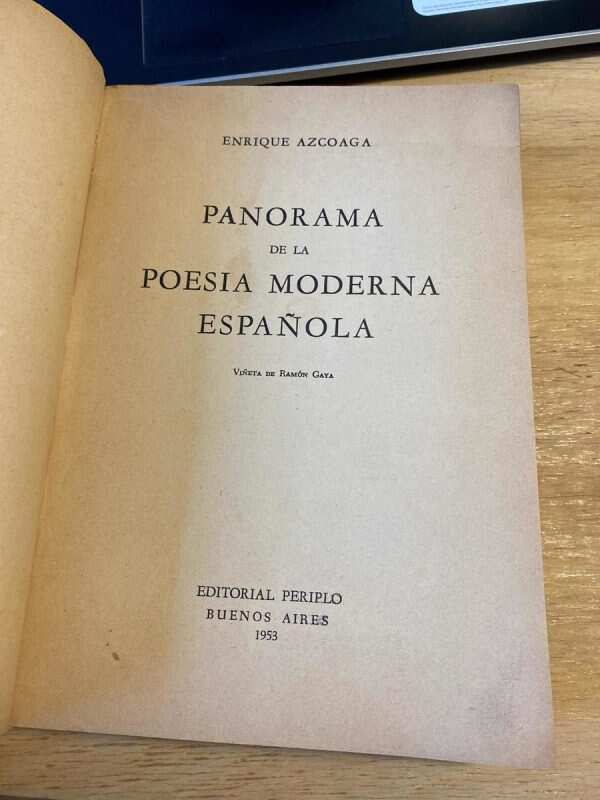 ENRIQUE AZCOAGA
PANORAMA
DE LA
POESIA MODERNA
ESPAÑOLA
VIÑETA DE RAMÓN GAYA
EDITORIAL PERIPLO
BUENOS AIRES
1953